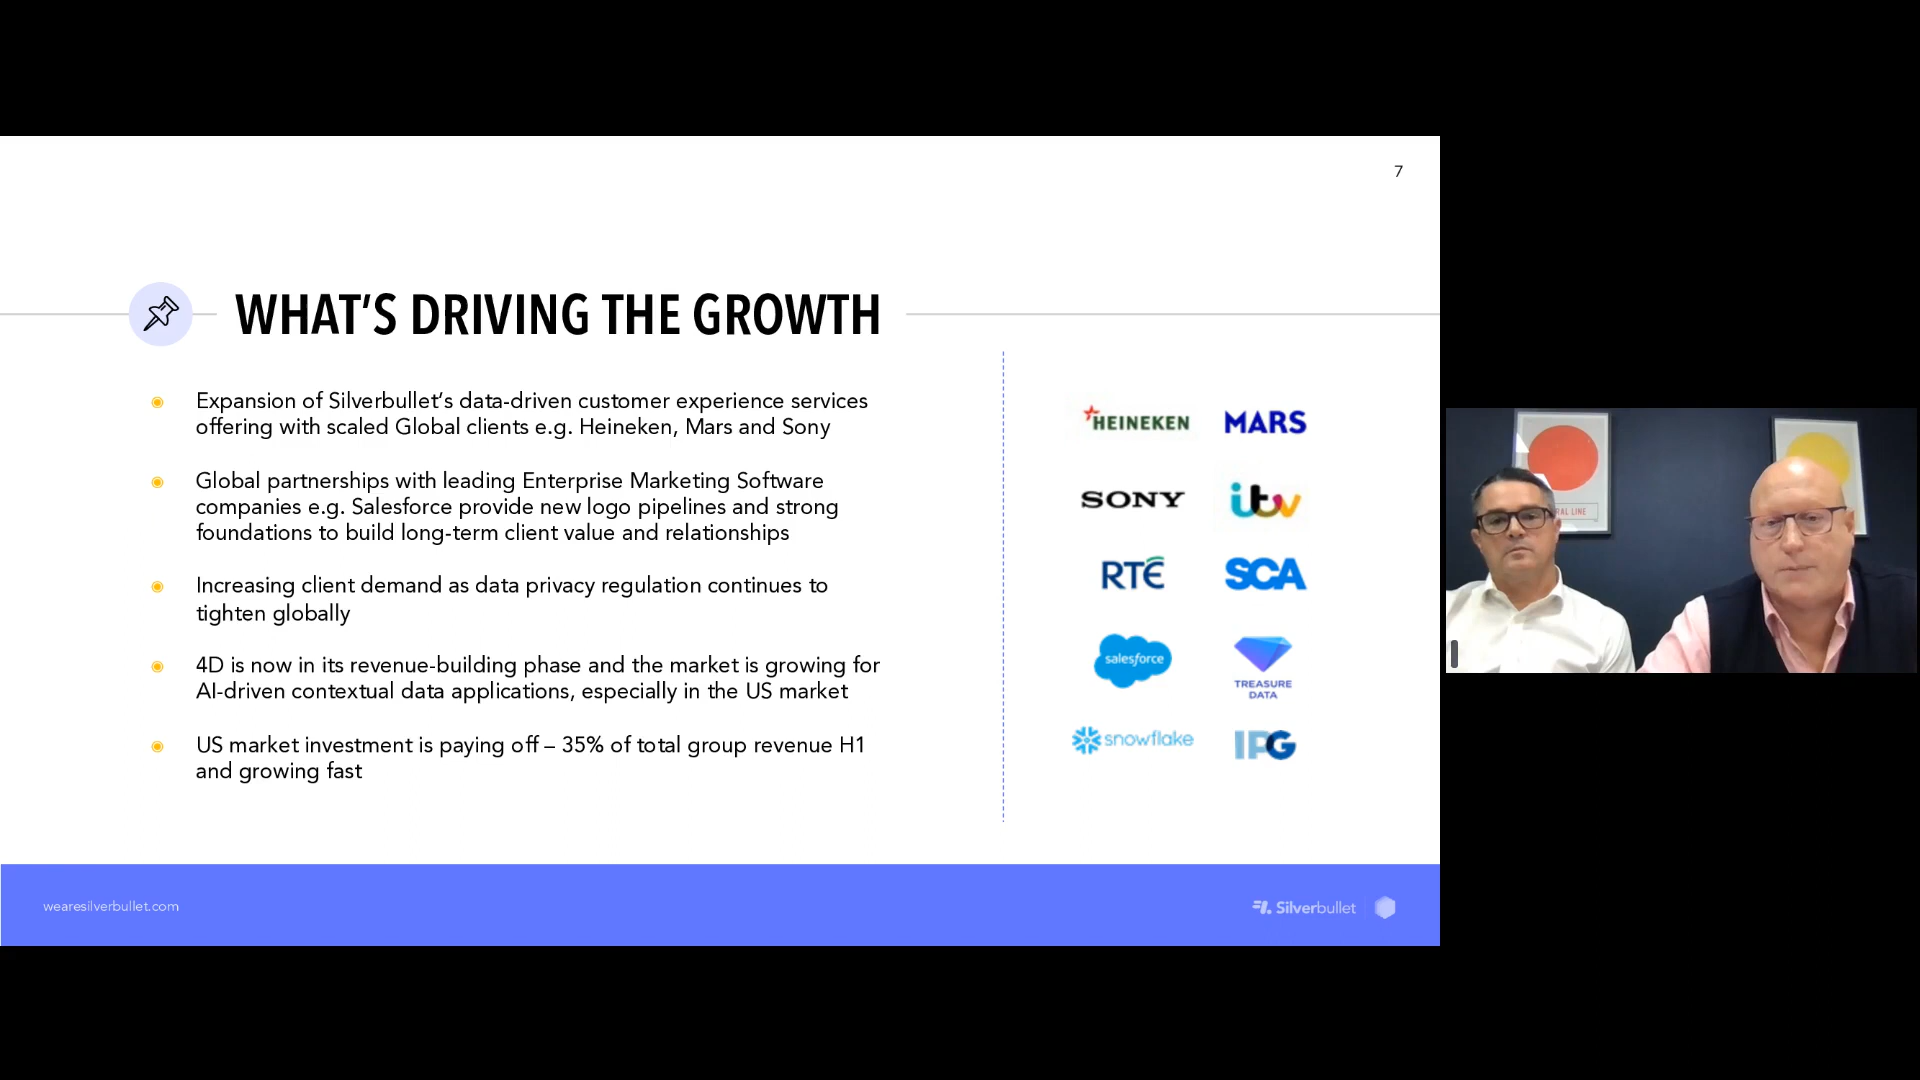 7
WHAT’S DRIVING THE GROWTH
Expansion of Silverbullet’s data-driven customer experience services
offering with scaled Global clients e.g. Heineken, Mars and Sony
Global partnerships with leading Enterprise Marketing Software
companies e.g. Salesforce provide new logo pipelines and strong
foundations to build long-term client value and relationships
Increasing client demand as data privacy regulation continues to
tighten globally
4D is now in its revenue-building phase and the market is growing for
AI-driven contextual data applications, especially in the US market
US market investment is paying off – 35% of total group revenue H1
and growing fast
HEINEKEN MARS
SONY itv
RTÉ SCA
salesforce TREASURE
DATA
snowflake IPG
wearesilverbullet.com
Silverbullet
LINE